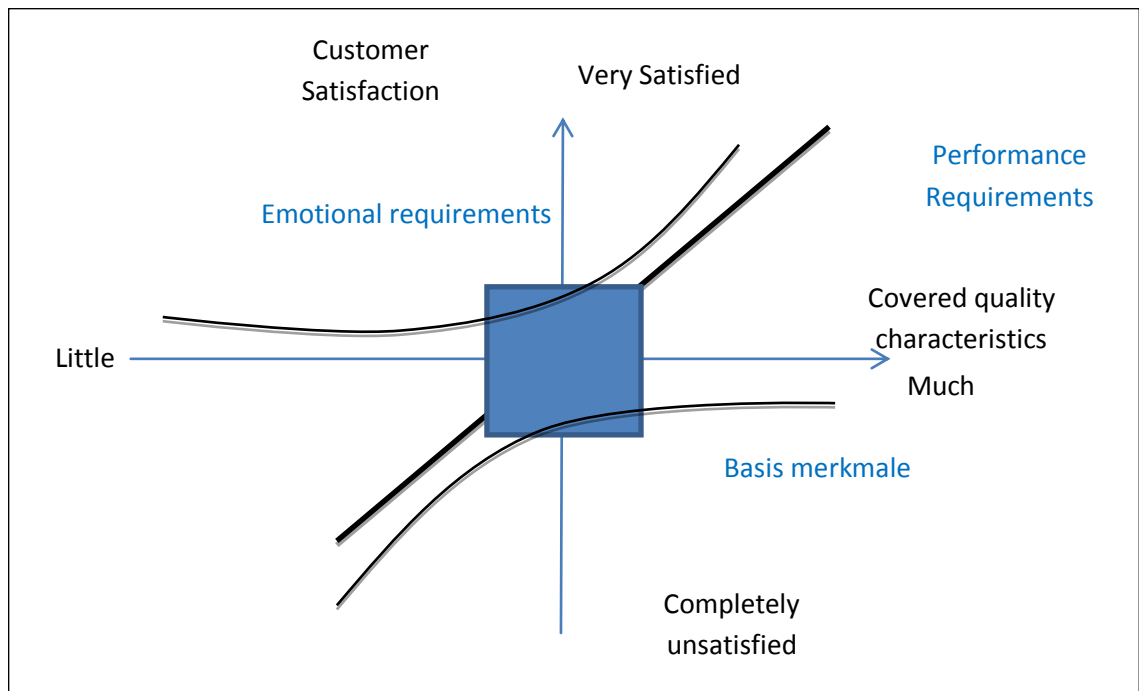 Customer
Satisfaction
Very Satisfied
Performance
Requirements
Emotional requirements
Covered quality
characteristics
Little
Much
Basis merkmale
Completely
unsatisfied